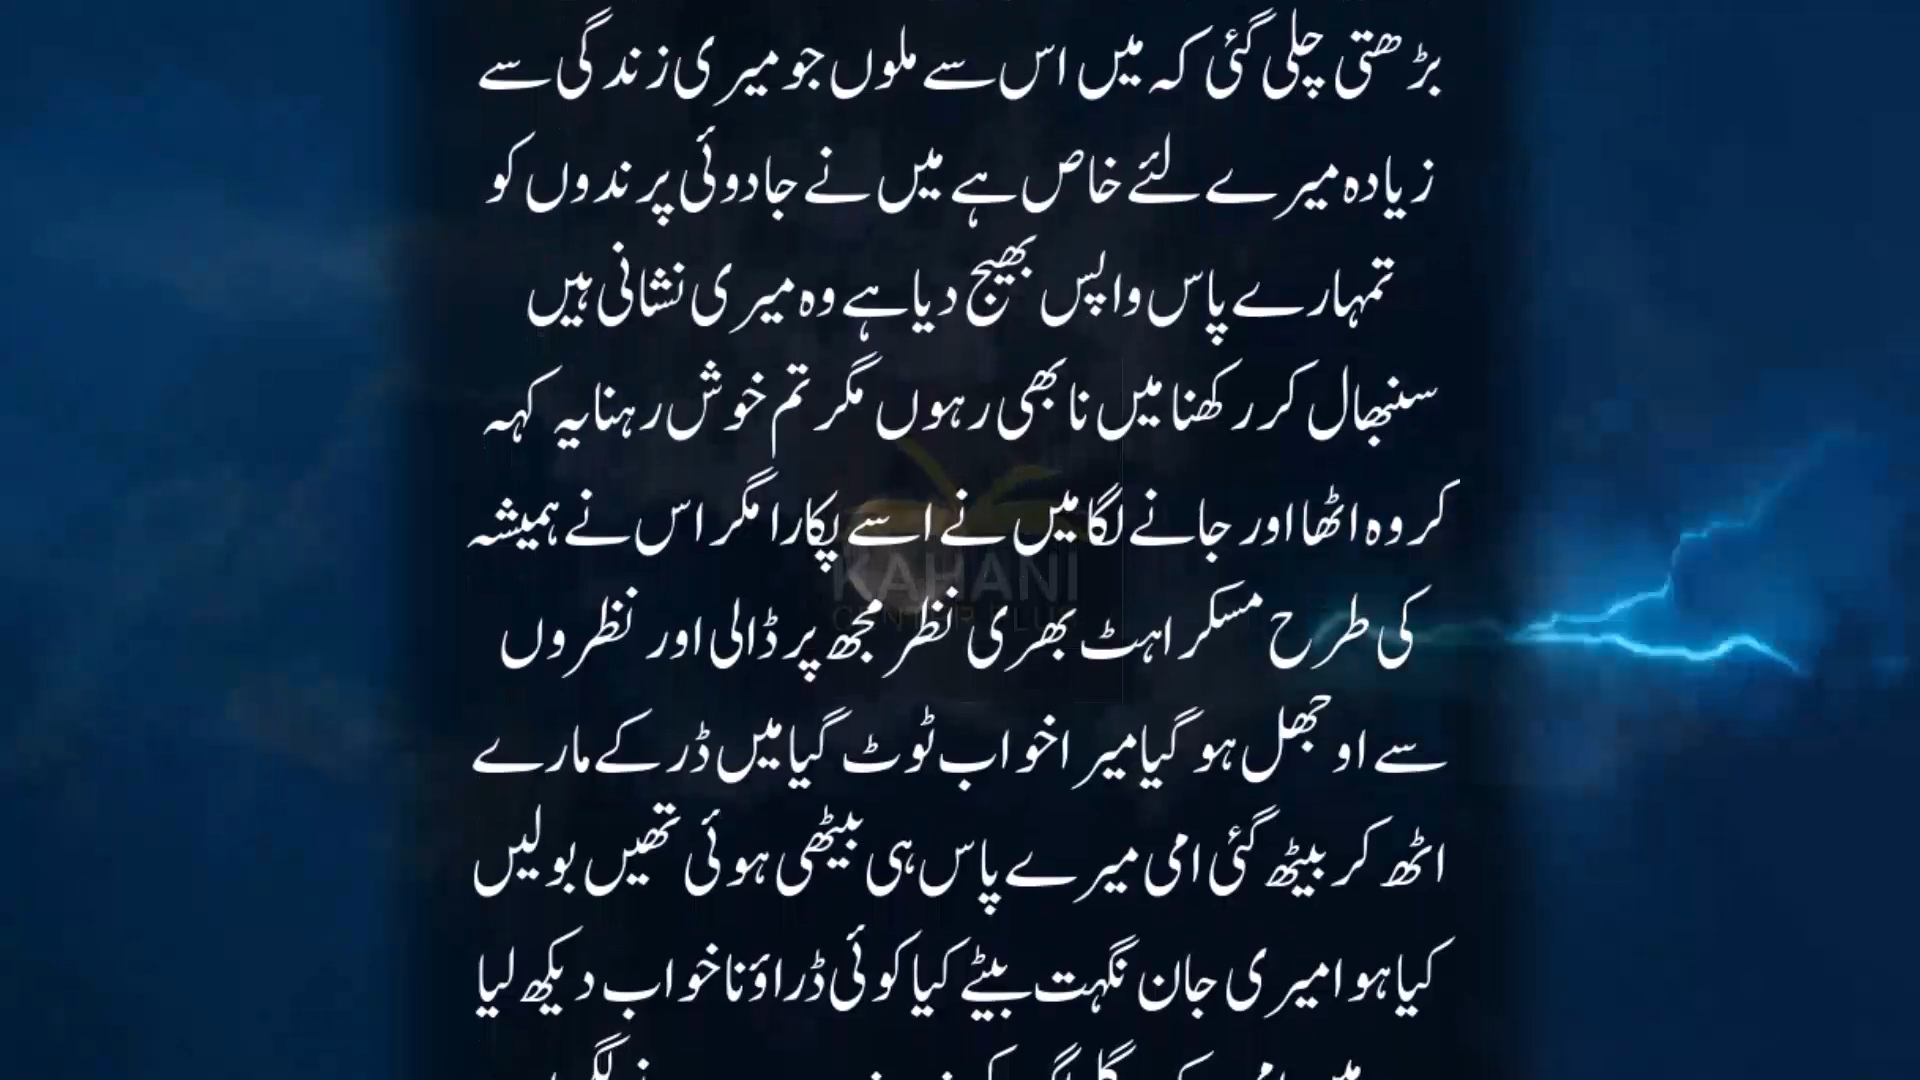 بڑھتی چلی گئی کہ میں اس سے ملوں جو میری زندگی سے
زیادہ میرے لئے خاص ہے میں نے جادوئی پرندوں کو
تمہارے پاس واپس بھیج دیا ہے وہ میری نشانی ہیں
سنبھال کر رکھنا میں نا بھی رہوں مگر تم خوش رہنا یہ کہہ
کر وہ اٹھا اور جانے لگا میں نے اسے پکارا مگر اس نے ہمیشہ
KAHANI
CENTER PLUS
کی طرح مسکراہٹ بھری نظر مجھ پر ڈالی اور نظروں
سے اوجھل ہو گیا میرا خواب ٹوٹ گیا میں ڈر کے مارے
اٹھ کر بیٹھ گئی امی میرے پاس ہی بیٹھی ہوئی تھیں بولیں
کیا ہوا میری جان نگہت بیٹے کیا کوئی ڈراؤنا خواب دیکھ لیا